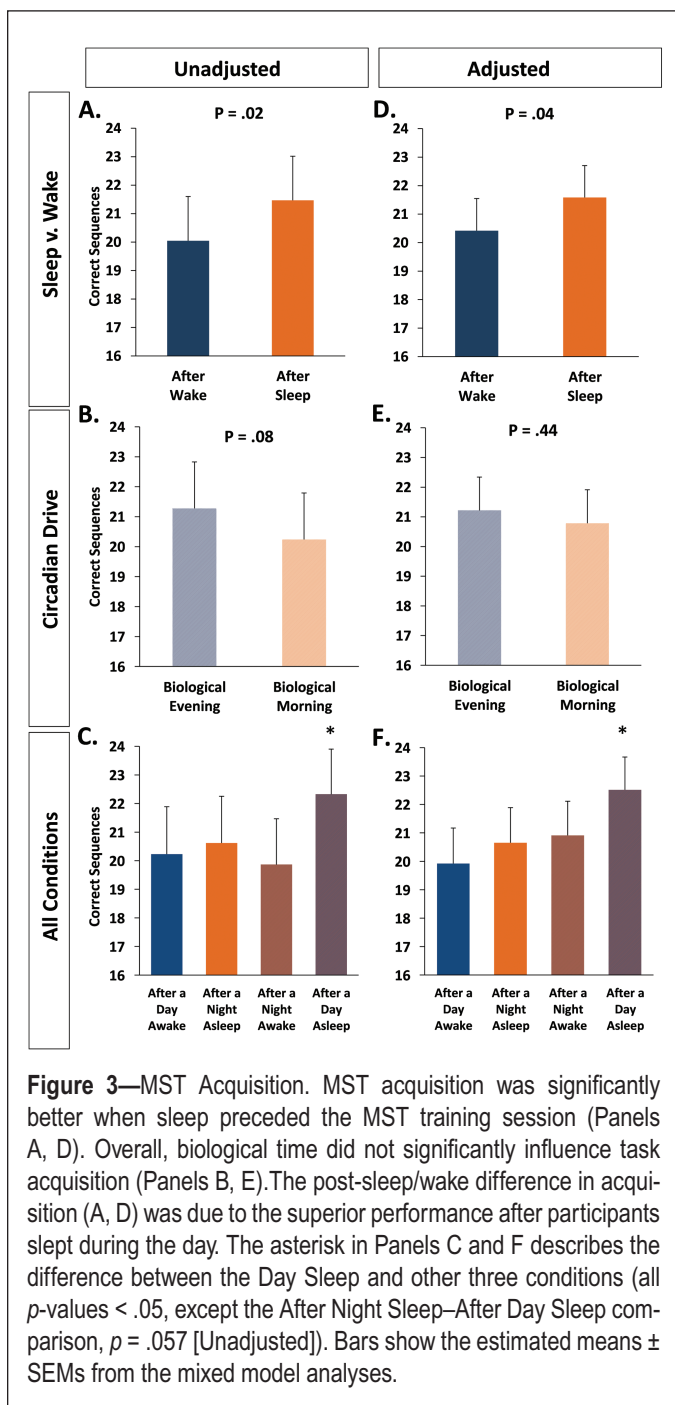 Unadjusted
Adjusted
Sleep v. Wake
A.
P = .02
Correct Sequences
24
23
22
21
20
19
18
17
16
After
Wake
After
Sleep
D.
P = .04
24
23
22
21
20
19
18
17
16
After
Wake
After
Sleep
Circadian Drive
B.
P = .08
Correct Sequences
24
23
22
21
20
19
18
17
16
Biological
Evening
Biological
Morning
E.
P = .44
24
23
22
21
20
19
18
17
16
Biological
Evening
Biological
Morning
All Conditions
C.
*
Correct Sequences
24
23
22
21
20
19
18
17
16
After a
Day
Awake
After a
Night
Asleep
After a
Night
Awake
After a
Day
Asleep
F.
*
24
23
22
21
20
19
18
17
16
After a
Day
Awake
After a
Night
Asleep
After a
Night
Awake
After a
Day
Asleep
Figure 3—MST Acquisition. MST acquisition was significantly
better when sleep preceded the MST training session (Panels
A, D). Overall, biological time did not significantly influence task
acquisition (Panels B, E).The post-sleep/wake difference in acqui-
sition (A, D) was due to the superior performance after participants
slept during the day. The asterisk in Panels C and F describes the
difference between the Day Sleep and other three conditions (all
p-values < .05, except the After Night Sleep–After Day Sleep com-
parison, p = .057 [Unadjusted]). Bars show the estimated means ±
SEMs from the mixed model analyses.